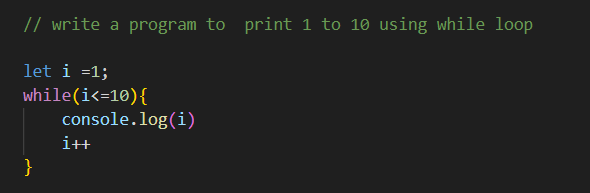 // write a program to  print 1 to 10 using while loop
let i =1;
while(i<=10){
    console.log(i)
    i++
}